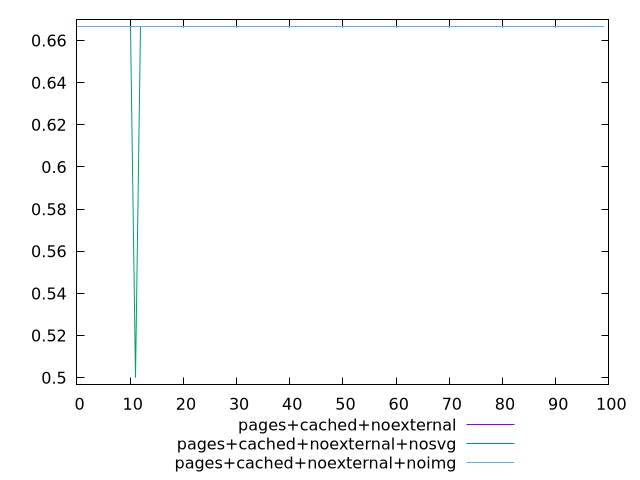 0.66
0.64
0.62
0.6
0.58
0.56
0.54
0.52
0.5
0 10 20 30 40 50 60 70 80 90 100
pages+cached+noexternal
pages+cached+noexternal+nosvg
pages+cached+noexternal+noimg